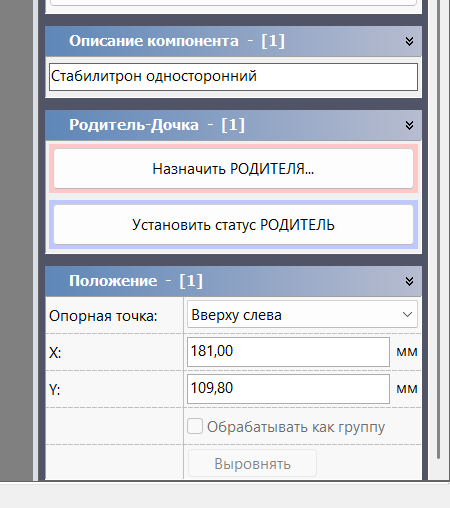 Описание компонента - [1]
Стабилитрон односторонний
Родитель-Дочка - [1]
Назначить РОДИТЕЛЯ...
Установить статус РОДИТЕЛЬ
Положение - [1]
Опорная точка: Вверху слева
X: 181,00 мм
Y: 109,80 мм
Обрабатывать как группу
Выровнять